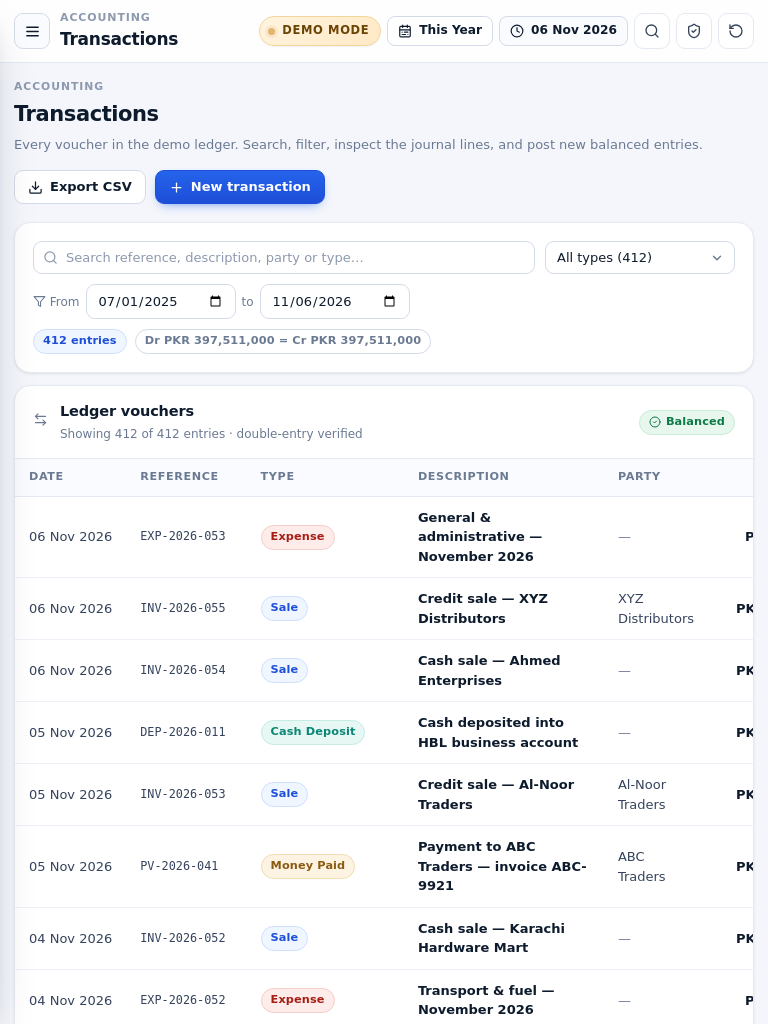 ACCOUNTING
Transactions
DEMO MODE
This Year
06 Nov 2026
ACCOUNTING
Transactions
Every voucher in the demo ledger. Search, filter, inspect the journal lines, and post new balanced entries.
Export CSV
New transaction
Search reference, description, party or type...
All types (412)
From 07/01/2025 to 11/06/2026
412 entries
Dr PKR 397,511,000 = Cr PKR 397,511,000
Ledger vouchers
Showing 412 of 412 entries · double-entry verified
Balanced
DATE REFERENCE TYPE DESCRIPTION PARTY
06 Nov 2026 EXP-2026-053 Expense General &
administrative —
November 2026
— P
06 Nov 2026 INV-2026-055 Sale Credit sale — XYZ
Distributors
XYZ
Distributors
PK
06 Nov 2026 INV-2026-054 Sale Cash sale — Ahmed
Enterprises
— PK
05 Nov 2026 DEP-2026-011 Cash Deposit Cash deposited into
HBL business account
— PK
05 Nov 2026 INV-2026-053 Sale Credit sale — Al-Noor
Traders
Al-Noor
Traders
PK
05 Nov 2026 PV-2026-041 Money Paid Payment to ABC
Traders — invoice ABC-
9921
ABC
Traders
PK
04 Nov 2026 INV-2026-052 Sale Cash sale — Karachi
Hardware Mart
— PK
04 Nov 2026 EXP-2026-052 Expense Transport & fuel —
November 2026
— P